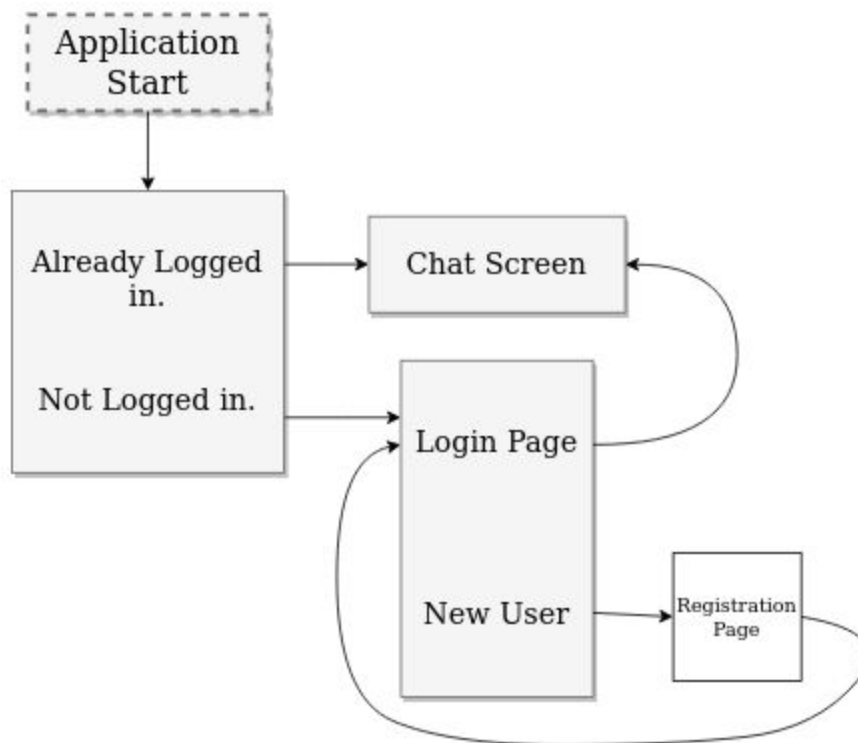 Application
Start
Already Logged
in.
Chat Screen
Not Logged in.
Login Page
New User
Registration
Page